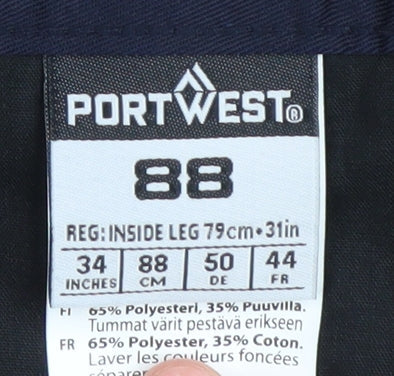 PORTWEST®
88
REG: INSIDE LEG 79cm • 31in
34 88 50 44
INCHES CM DE FR
FI 65% Polyesteri, 35% Puuvilla.
Tummat värit pestävä erikseen
FR 65% Polyester, 35% Coton.
Laver les couleurs foncées